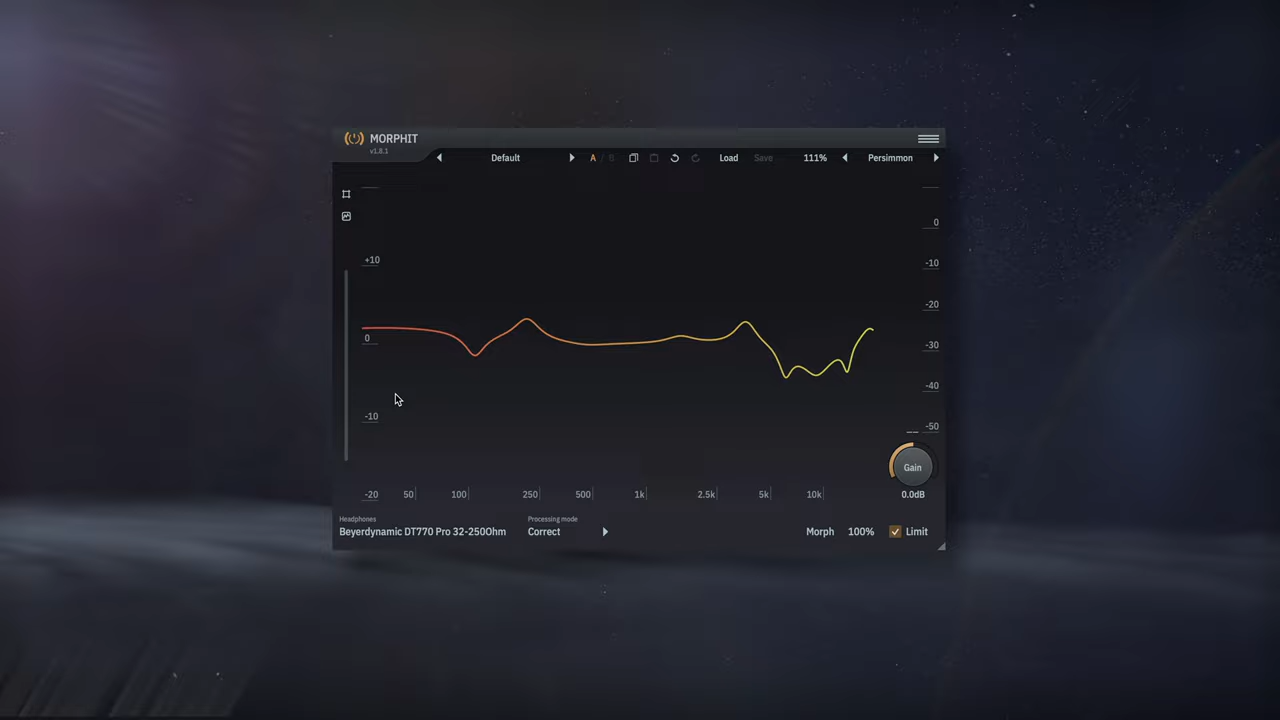 MORPHIT
v1.8.1
Default A / B Load Save 111% Persimmon
0
+10 -10
-20
0 -30
-40
-10
-50
Gain
-20 50 100 250 500 1k 2.5k 5k 10k 0.0dB
Headphones Processing mode
Beyerdynamic DT770 Pro 32-250Ohm Correct Morph 100% Limit